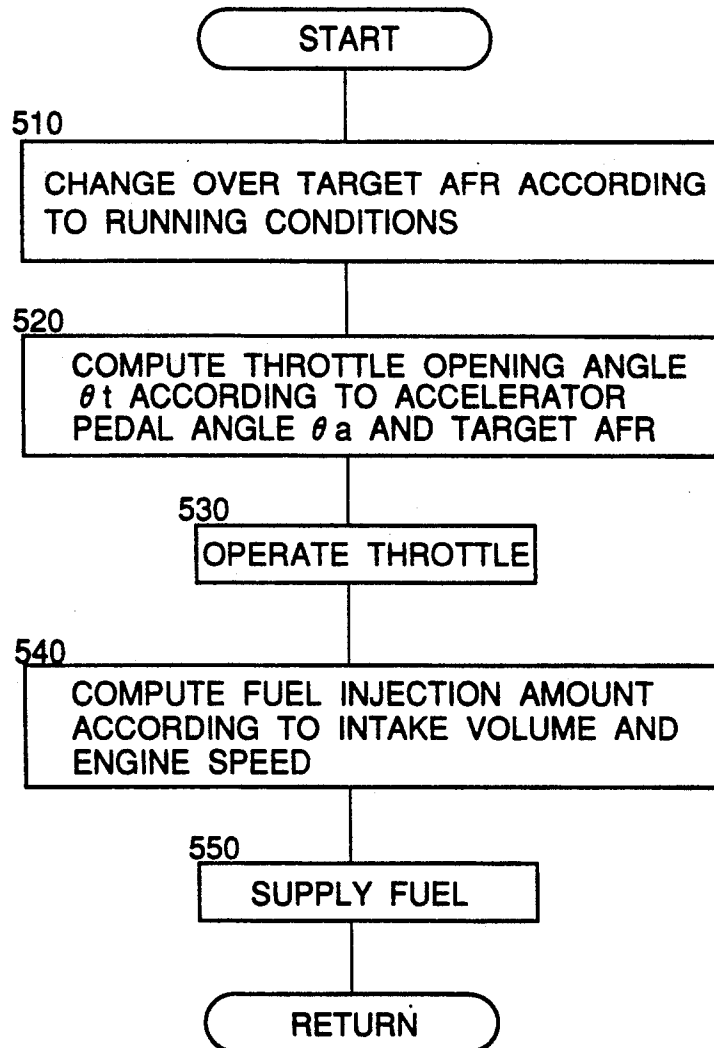 START
510
CHANGE OVER TARGET AFR ACCORDING
TO RUNNING CONDITIONS
520
COMPUTE THROTTLE OPENING ANGLE
θt ACCORDING TO ACCELERATOR
PEDAL ANGLE θa AND TARGET AFR
530
OPERATE THROTTLE
540
COMPUTE FUEL INJECTION AMOUNT
ACCORDING TO INTAKE VOLUME AND
ENGINE SPEED
550
SUPPLY FUEL
RETURN